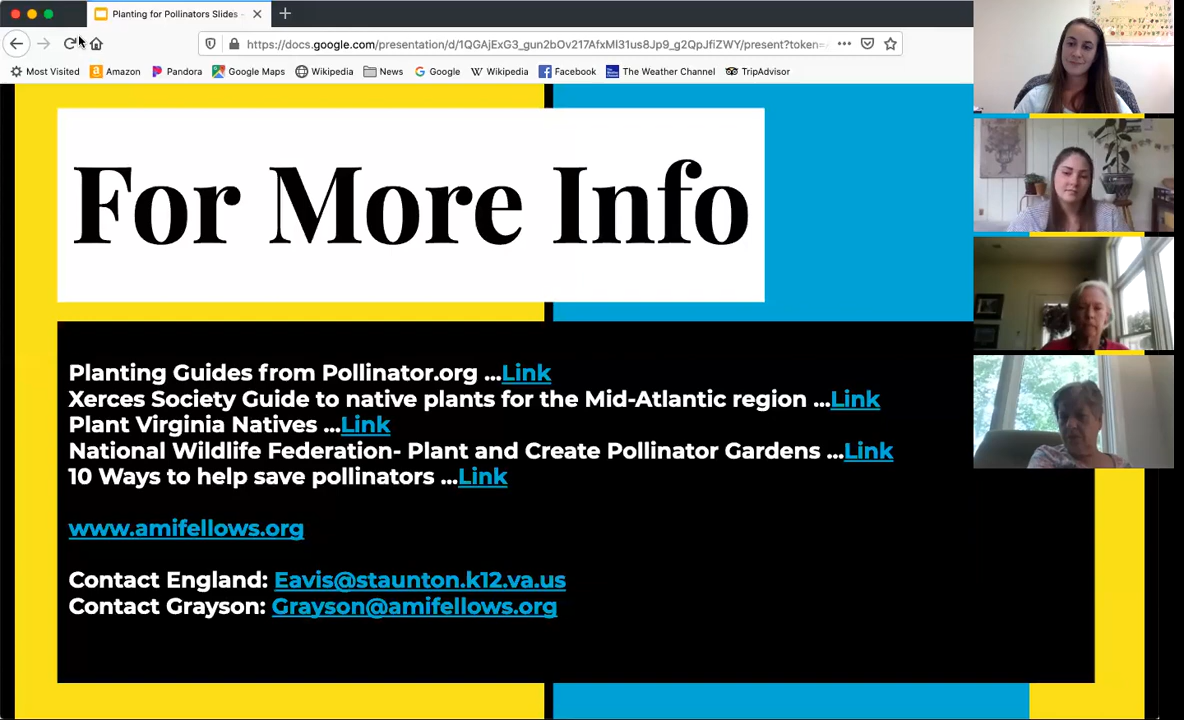 Planting for Pollinators Slides -
https://docs.google.com/presentation/d/1QGAjExG3_gun2bOv217AfxMl31us8Jp9_g2QpJfiZWY/present?token=
Most Visited Amazon Pandora Google Maps Wikipedia News Google Wikipedia Facebook The Weather Channel TripAdvisor
For More Info
Planting Guides from Pollinator.org ...Link
Xerces Society Guide to native plants for the Mid-Atlantic region ...Link
Plant Virginia Natives ...Link
National Wildlife Federation- Plant and Create Pollinator Gardens ...Link
10 Ways to help save pollinators ...Link
www.amifellows.org
Contact England: Eavis@staunton.k12.va.us
Contact Grayson: Grayson@amifellows.org